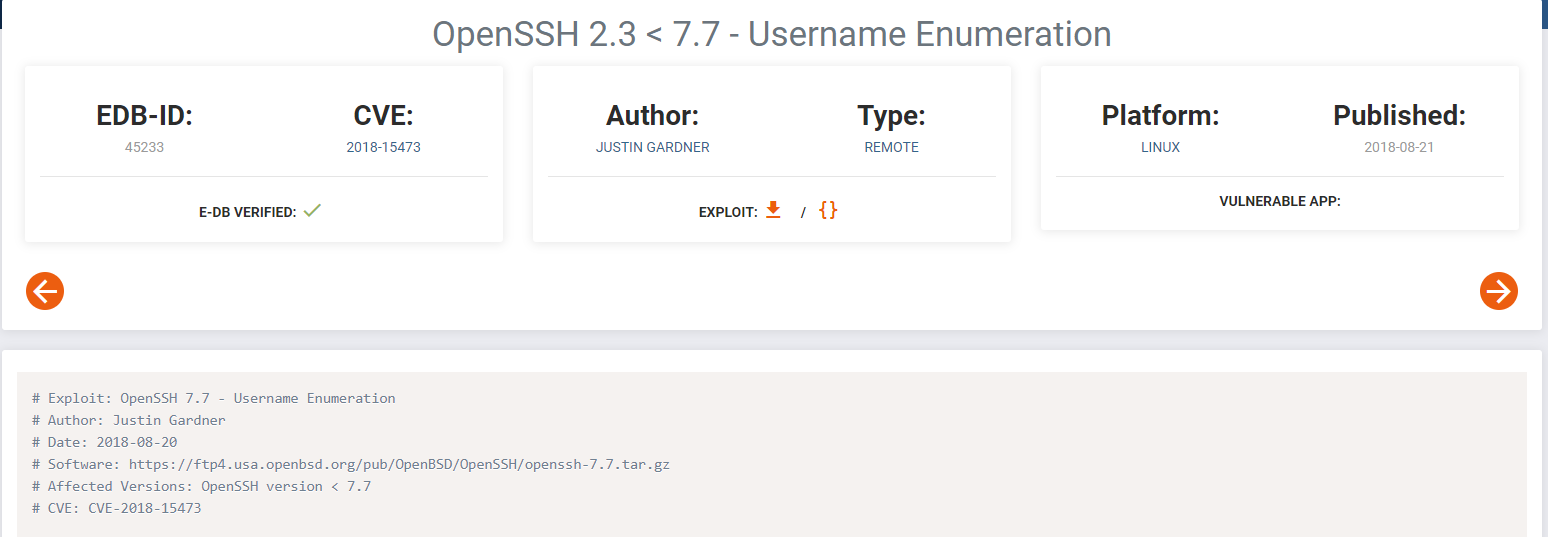 OpenSSH 2.3 < 7.7 - Username Enumeration
EDB-ID:
45233
CVE:
2018-15473
E-DB VERIFIED:
Author:
JUSTIN GARDNER
Type:
REMOTE
EXPLOIT: / {}
Platform:
LINUX
Published:
2018-08-21
VULNERABLE APP:
# Exploit: OpenSSH 7.7 - Username Enumeration
# Author: Justin Gardner
# Date: 2018-08-20
# Software: https://ftp4.usa.openbsd.org/pub/OpenBSD/OpenSSH/openssh-7.7.tar.gz
# Affected Versions: OpenSSH version < 7.7
# CVE: CVE-2018-15473